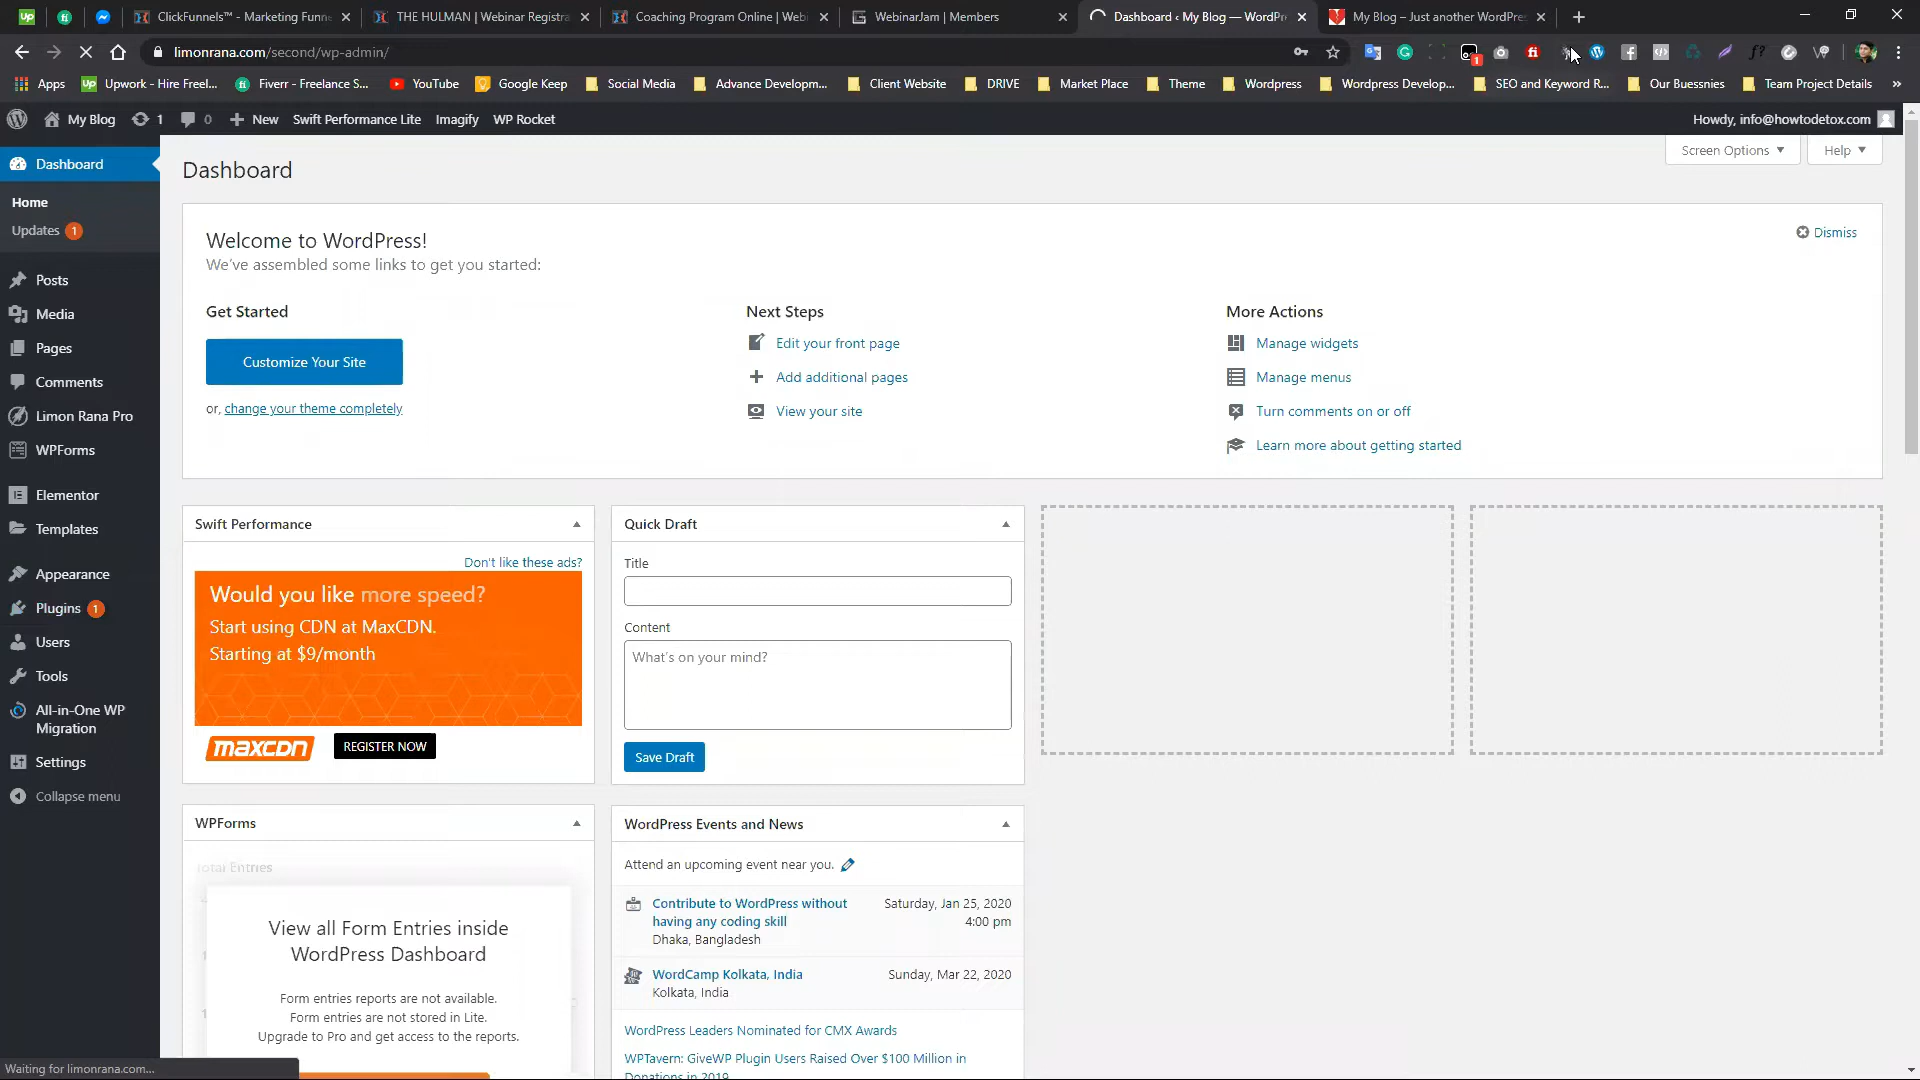 ClickFunnels™ - Marketing Funne
THE HULMAN | Webinar Registra
Coaching Program Online | Webi
WebinarJam | Members
Dashboard ‹ My Blog — WordPr
My Blog – Just another WordPres
limonrana.com/second/wp-admin/
Apps
Upwork - Hire Freel...
Fiverr - Freelance S...
YouTube
Google Keep
Social Media
Advance Developm...
Client Website
DRIVE
Market Place
Theme
Wordpress
Wordpress Develop...
SEO and Keyword R...
Our Buessnies
Team Project Details
»
My Blog
1
0
New
Swift Performance Lite
Imagify
WP Rocket
Howdy, info@howtodetox.com
Dashboard
Home
Updates 1
Posts
Media
Pages
Comments
Limon Rana Pro
WPForms
Elementor
Templates
Appearance
Plugins 1
Users
Tools
All-in-One WP
Migration
Settings
Collapse menu
Dashboard
Screen Options
Help
Welcome to WordPress!
We've assembled some links to get you started:
Dismiss
Get Started
Customize Your Site
or, change your theme completely
Next Steps
Edit your front page
Add additional pages
View your site
More Actions
Manage widgets
Manage menus
Turn comments on or off
Learn more about getting started
Swift Performance
Don't like these ads?
Would you like more speed?
Start using CDN at MaxCDN.
Starting at $9/month
maxcdn
REGISTER NOW
Quick Draft
Title
Content
What's on your mind?
Save Draft
WPForms
Total Entries
View all Form Entries inside
WordPress Dashboard
Form entries reports are not available.
Form entries are not stored in Lite.
Upgrade to Pro and get access to the reports.
WordPress Events and News
Attend an upcoming event near you.
Contribute to WordPress without
having any coding skill
Dhaka, Bangladesh
Saturday, Jan 25, 2020
4:00 pm
WordCamp Kolkata, India
Kolkata, India
Sunday, Mar 22, 2020
WordPress Leaders Nominated for CMX Awards
WPTavern: GiveWP Plugin Users Raised Over $100 Million in
Donations in 2019
Waiting for limonrana.com...